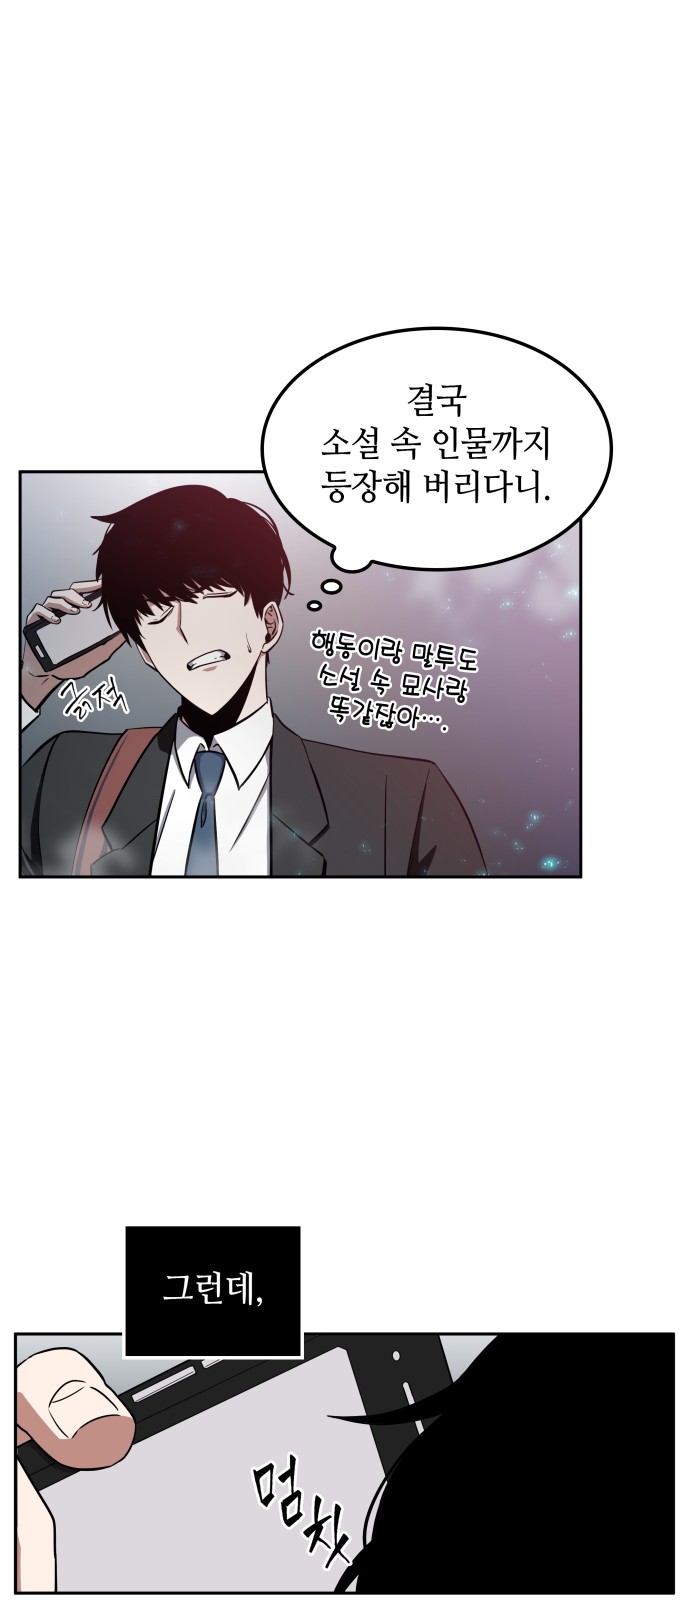 결국
소설 속 인물까지
등장해 버리다니.
행동이랑 말투도
소설 속 묘사랑
똑같잖아….
긁적
그런데,
멈칫